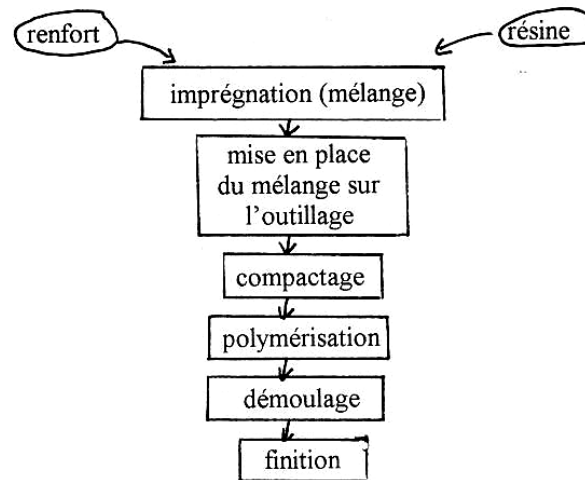 renfort
résine
imprégnation (mélange)
mise en place
du mélange sur
l'outillage
compactage
polymérisation
démoulage
finition